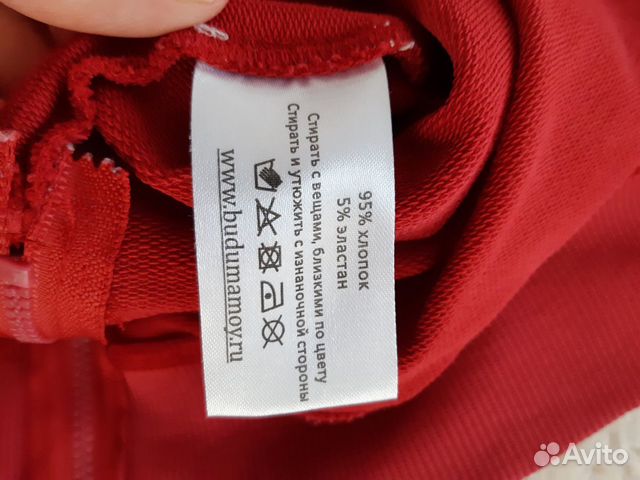 95% хлопок
5% эластан
Стирать с вещами, близкими по цвету
Стирать и утюжить с изнаночной стороны
www.budumamoy.ru
Avito